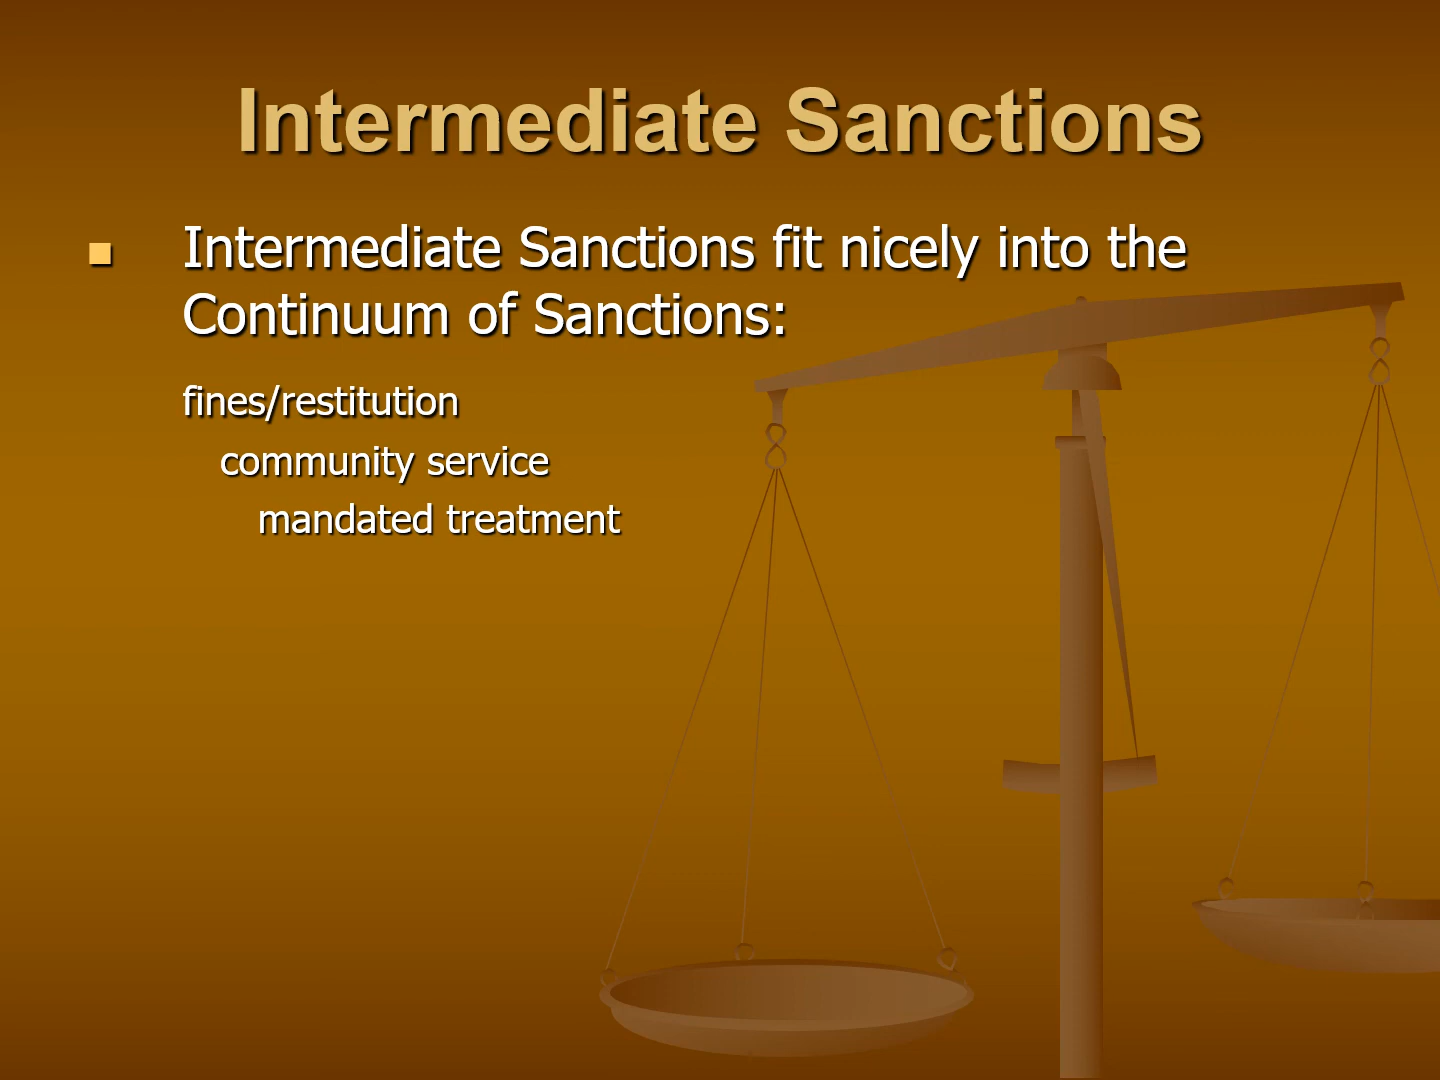 Intermediate Sanctions
Intermediate Sanctions fit nicely into the
Continuum of Sanctions:
fines/restitution
community service
mandated treatment